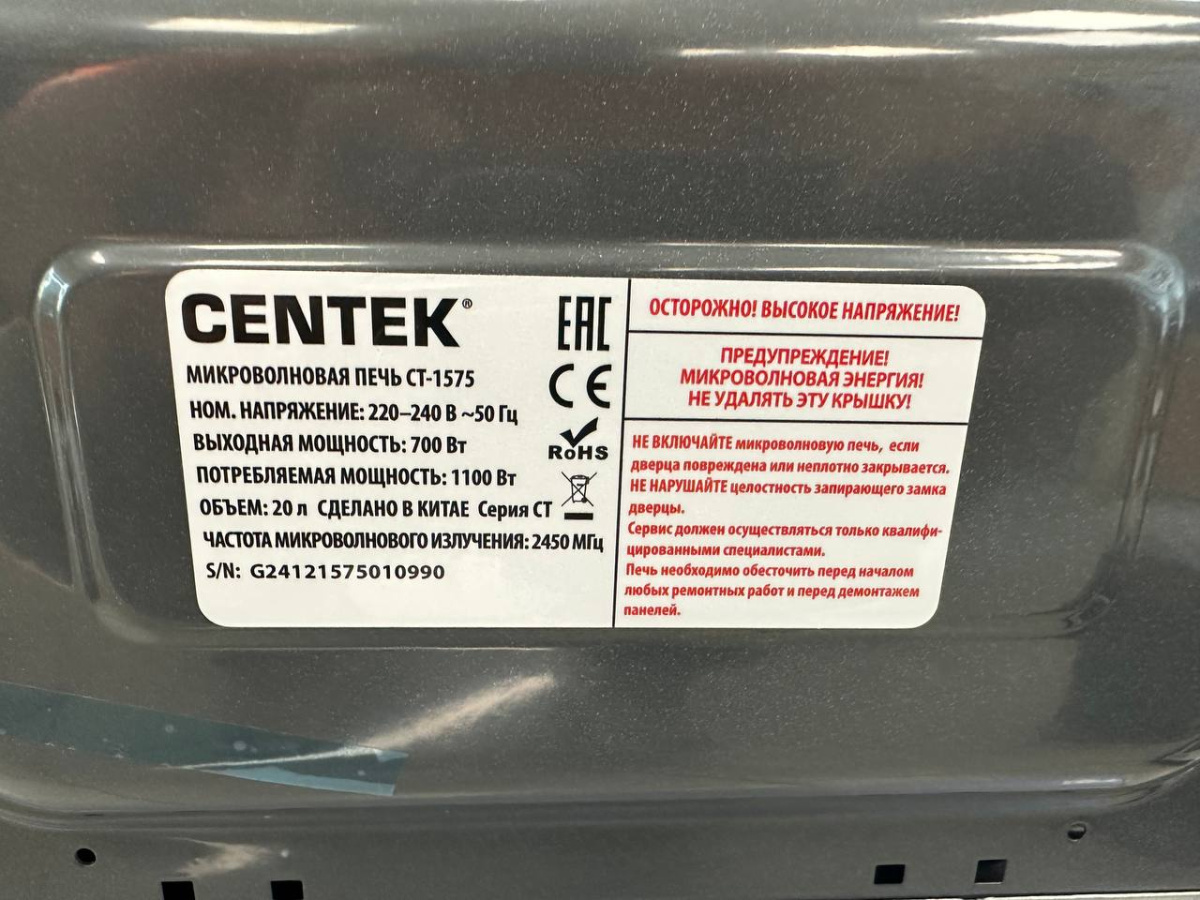 CENTEK®
МИКРОВОЛНОВАЯ ПЕЧЬ CT-1575
НОМ. НАПРЯЖЕНИЕ: 220–240 В ~50 Гц
ВЫХОДНАЯ МОЩНОСТЬ: 700 Вт
ПОТРЕБЛЯЕМАЯ МОЩНОСТЬ: 1100 Вт
ОБЪЕМ: 20 л СДЕЛАНО В КИТАЕ Серия СТ
ЧАСТОТА МИКРОВОЛНОВОГО ИЗЛУЧЕНИЯ: 2450 МГц
S/N: G24121575010990
EAC
CE
RoHS
ОСТОРОЖНО! ВЫСОКОЕ НАПРЯЖЕНИЕ!
ПРЕДУПРЕЖДЕНИЕ!
МИКРОВОЛНОВАЯ ЭНЕРГИЯ!
НЕ УДАЛЯТЬ ЭТУ КРЫШКУ!
НЕ ВКЛЮЧАЙТЕ микроволновую печь, если
дверца повреждена или неплотно закрывается.
НЕ НАРУШАЙТЕ целостность запирающего замка
дверцы.
Сервис должен осуществляться только квалифи-
цированными специалистами.
Печь необходимо обесточить перед началом
любых ремонтных работ и перед демонтажем
панелей.